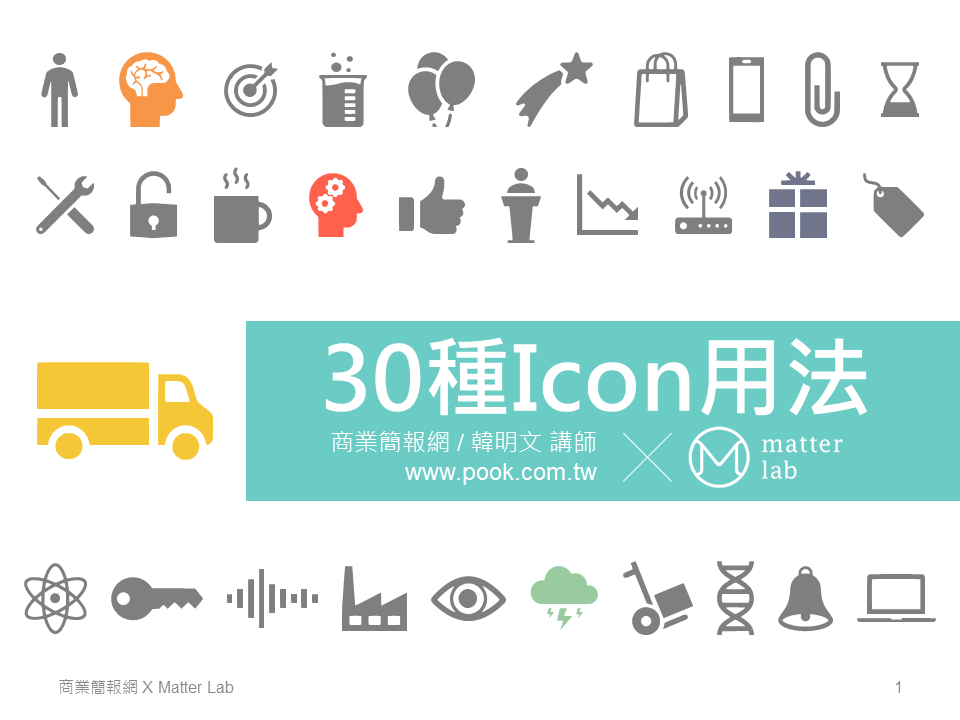 30種Icon用法
商業簡報網 / 韓明文 講師
www.pook.com.tw
matter
lab
商業簡報網 X Matter Lab
1